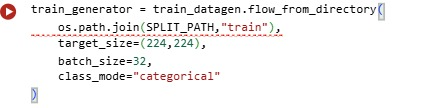 train_generator = train_datagen.flow_from_directory(
    os.path.join(SPLIT_PATH,"train"),
    target_size=(224,224),
    batch_size=32,
    class_mode="categorical"
)